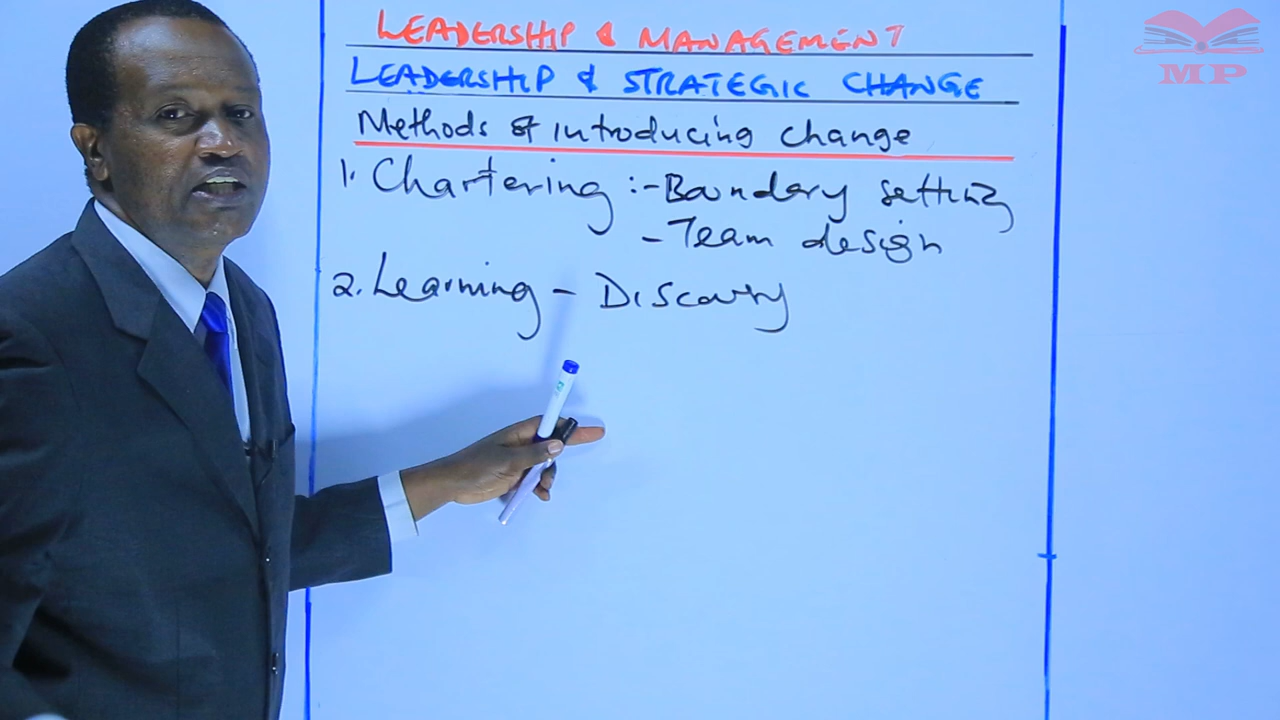 LEADERSHIP & MANAGEMENT
LEADERSHIP & STRATEGIC CHANGE
Methods of introducing change
1. Chartering :- Boundary setting
- Team design
2. Learning - Discovery
MP